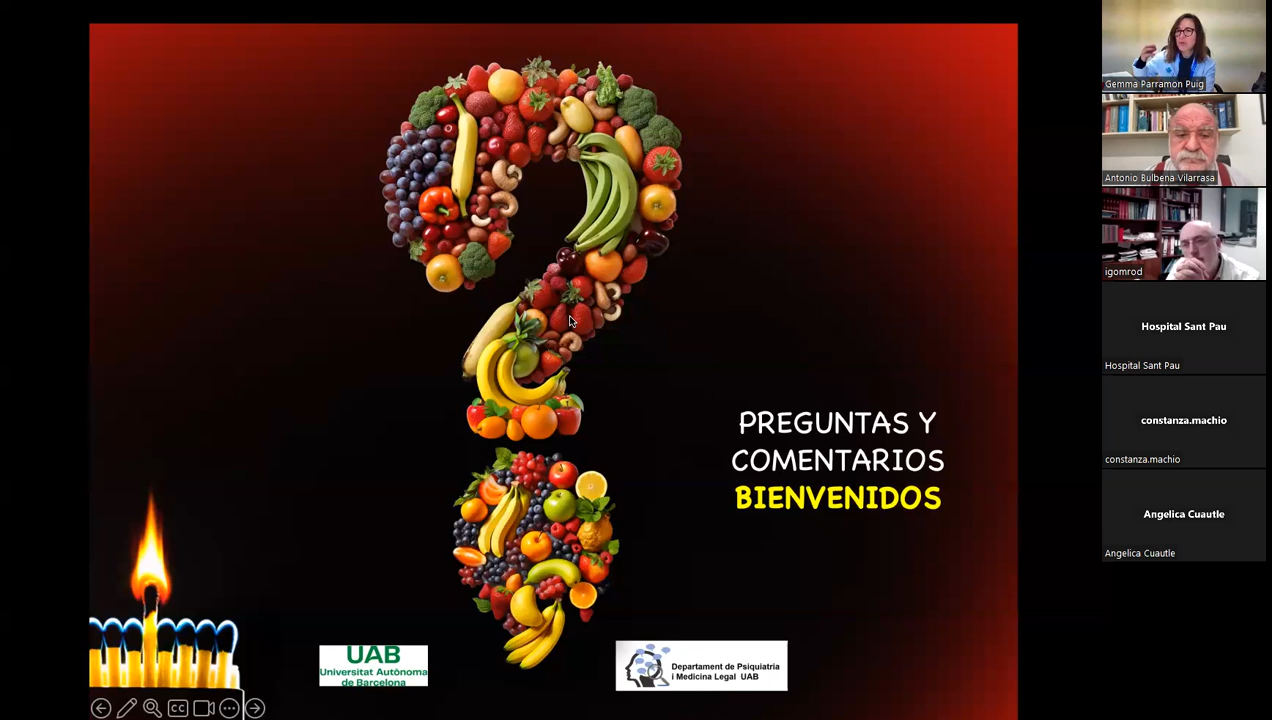 PREGUNTAS Y
COMENTARIOS
BIENVENIDOS
UAB
Universitat Autònoma
de Barcelona
Departament de Psiquiatria
i Medicina Legal UAB
CC
Gemma Parramon Puig
Antonio Bulbena Vilarrasa
igomrod
Hospital Sant Pau
Hospital Sant Pau
constanza.machio
constanza.machio
Angelica Cuautle
Angelica Cuautle